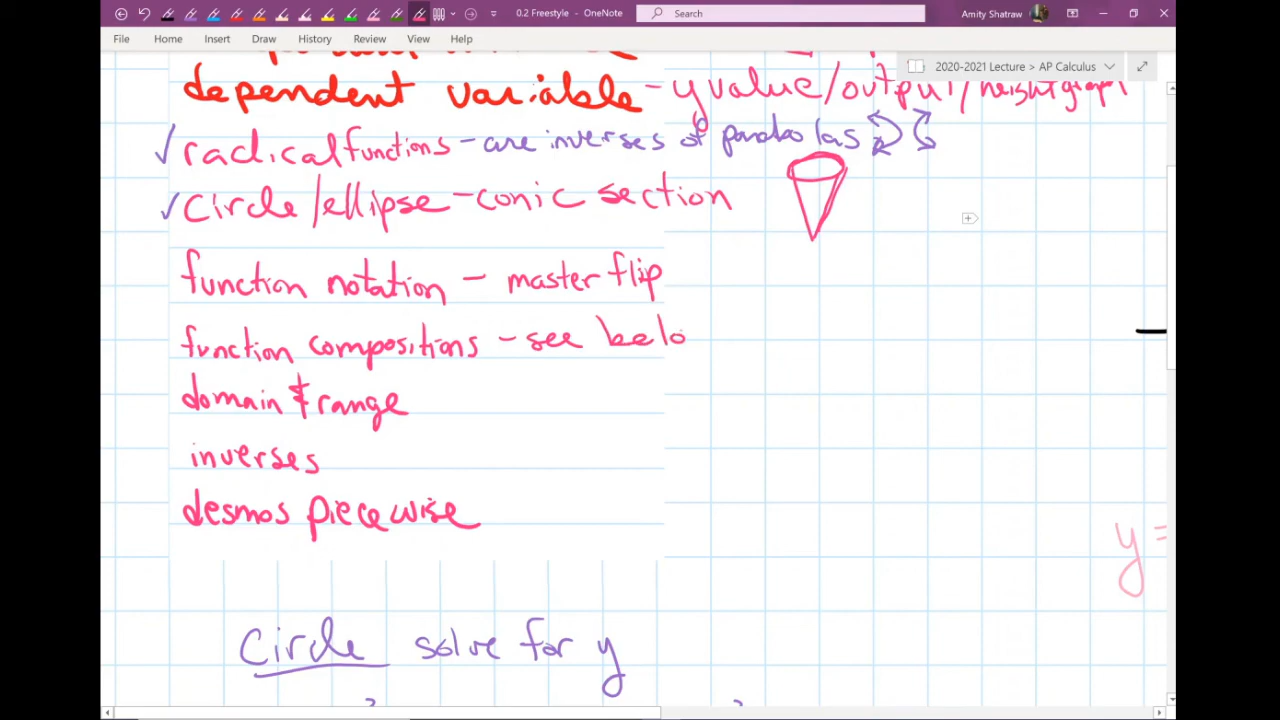 0.2 Freestyle - OneNote
Search
Amity Shatraw
File Home Insert Draw History Review View Help
2020-2021 Lecture > AP Calculus
dependent variable - y value/output/height graph
✓ radical functions - are inverses of parabolas
✓ Circle/ellipse - conic section
function notation - master flip
function compositions - see belo
domain & range
inverses
desmos piecewise
y =
Circle solve for y
2 2